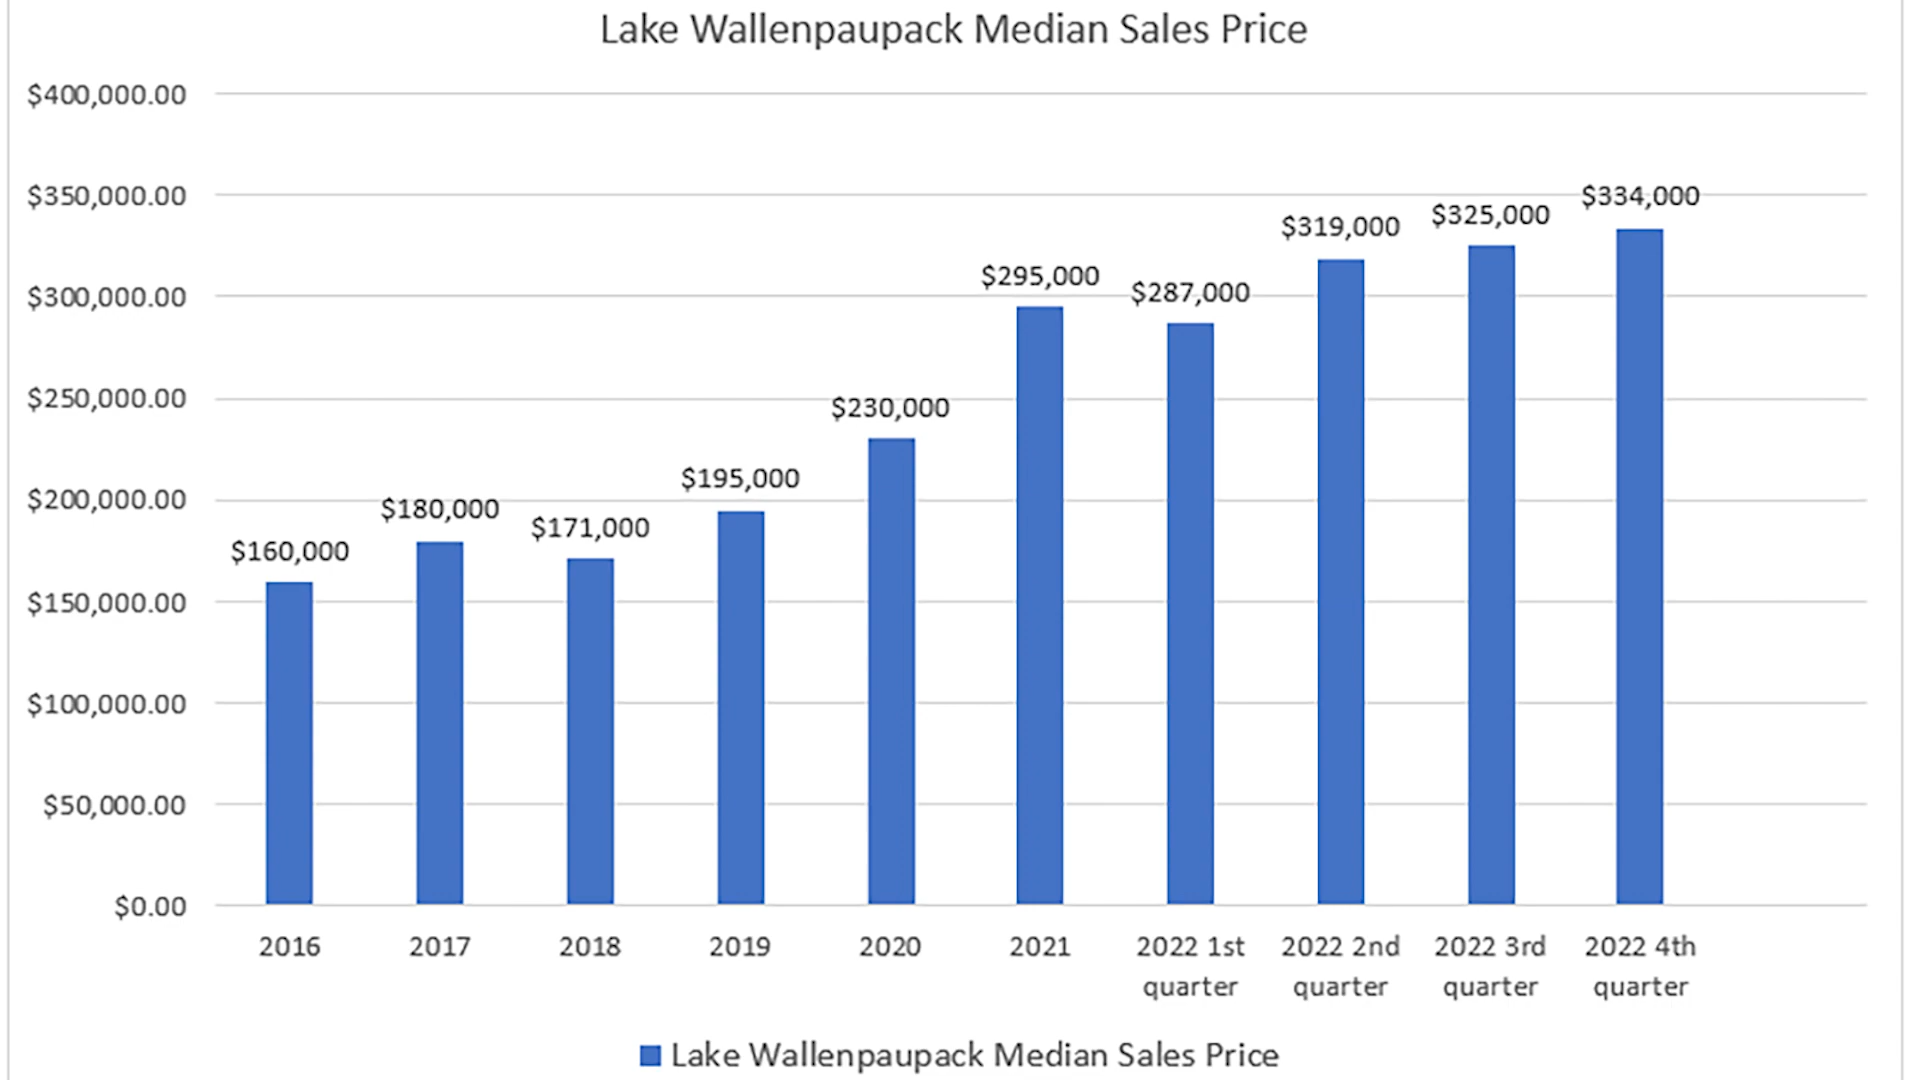 Lake Wallenpaupack Median Sales Price
$400,000.00
$350,000.00
$300,000.00
$250,000.00
$200,000.00
$150,000.00
$100,000.00
$50,000.00
$0.00
$160,000
$180,000
$171,000
$195,000
$230,000
$295,000
$287,000
$319,000
$325,000
$334,000
2016
2017
2018
2019
2020
2021
2022 1st
quarter
2022 2nd
quarter
2022 3rd
quarter
2022 4th
quarter
Lake Wallenpaupack Median Sales Price